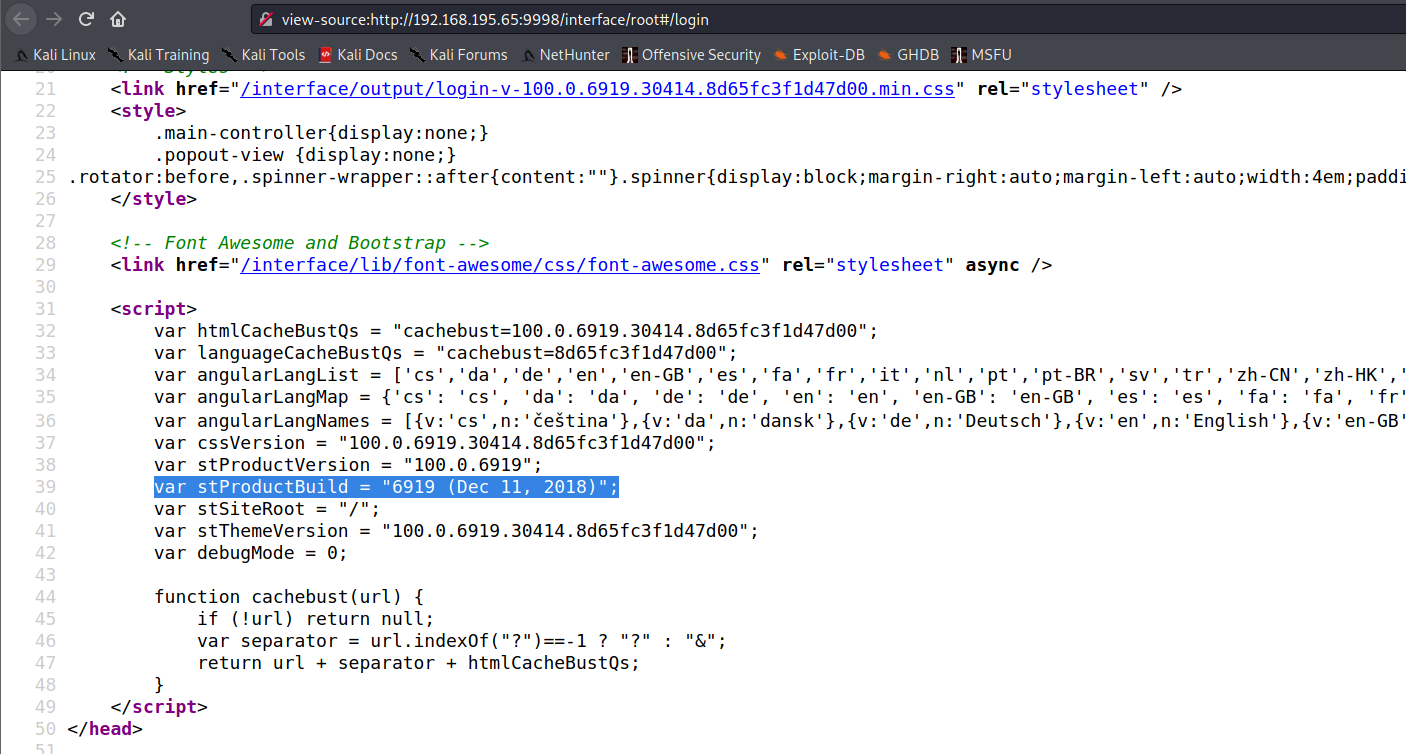 view-source:http://192.168.195.65:9998/interface/root#/login
Kali Linux Kali Training Kali Tools Kali Docs Kali Forums NetHunter Offensive Security Exploit-DB GHDB MSFU
21 <link href="/interface/output/login-v-100.0.6919.30414.8d65fc3f1d47d00.min.css" rel="stylesheet" />
22 <style>
23 .main-controller{display:none;}
24 .popout-view {display:none;}
25 .rotator:before,.spinner-wrapper::after{content:""}.spinner{display:block;margin-right:auto;margin-left:auto;width:4em;paddi
26 </style>
27
28 <!-- Font Awesome and Bootstrap -->
29 <link href="/interface/lib/font-awesome/css/font-awesome.css" rel="stylesheet" async />
30
31 <script>
32 var htmlCacheBustQs = "cachebust=100.0.6919.30414.8d65fc3f1d47d00";
33 var languageCacheBustQs = "cachebust=8d65fc3f1d47d00";
34 var angularLangList = ['cs','da','de','en','en-GB','es','fa','fr','it','nl','pt','pt-BR','sv','tr','zh-CN','zh-HK','
35 var angularLangMap = {'cs': 'cs', 'da': 'da', 'de': 'de', 'en': 'en', 'en-GB': 'en-GB', 'es': 'es', 'fa': 'fa', 'fr'
36 var angularLangNames = [{v:'cs',n:'čeština'},{v:'da',n:'dansk'},{v:'de',n:'Deutsch'},{v:'en',n:'English'},{v:'en-GB'
37 var cssVersion = "100.0.6919.30414.8d65fc3f1d47d00";
38 var stProductVersion = "100.0.6919";
39 var stProductBuild = "6919 (Dec 11, 2018)";
40 var stSiteRoot = "/";
41 var stThemeVersion = "100.0.6919.30414.8d65fc3f1d47d00";
42 var debugMode = 0;
43
44 function cachebust(url) {
45 if (!url) return null;
46 var separator = url.indexOf("?")==-1 ? "?" : "&";
47 return url + separator + htmlCacheBustQs;
48 }
49 </script>
50 </head>
51